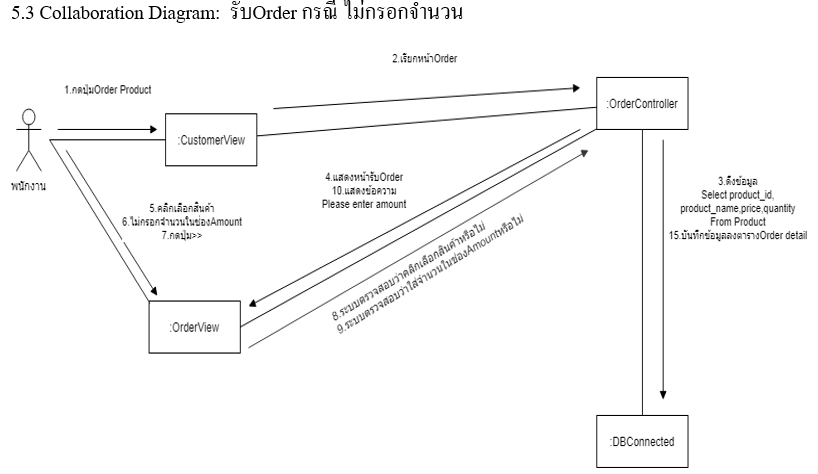 5.3 Collaboration Diagram: รับOrder กรณี ไม่กรอกจำนวน
2.เรียกหน้าOrder
1.กดปุ่มOrder Product
:OrderController
:CustomerView
พนักงาน
4.แสดงหน้ารับOrder
10.แสดงข้อความ
Please enter amount
3.ดึงข้อมูล
Select product_id,
product_name,price,quantity
From Product
15.บันทึกข้อมูลลงตารางOrder detail
5.คลิกเลือกสินค้า
6.ไม่กรอกจำนวนในช่องAmount
7.กดปุ่ม>>
8.ระบบตรวจสอบว่าคลิกเลือกสินค้าหรือไม่
9.ระบบตรวจสอบว่าใส่จำนวนในช่องAmountหรือไม่
:OrderView
:DBConnected